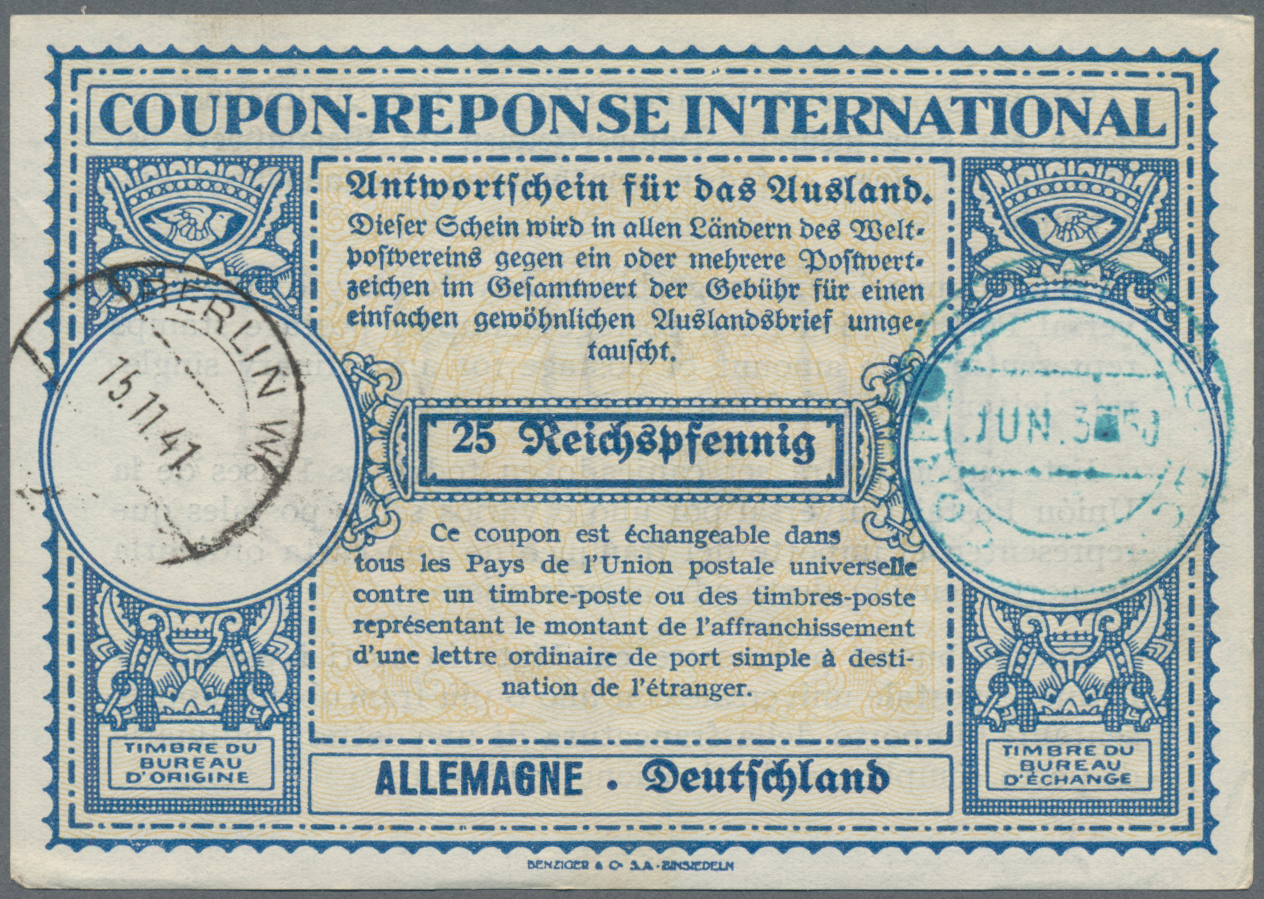 COUPON-REPONSE INTERNATIONAL
Antwortschein für das Ausland.
Dieser Schein wird in allen Ländern des Welt-
postvereins gegen ein oder mehrere Postwert-
zeichen im Gesamtwert der Gebühr für einen
einfachen gewöhnlichen Auslandsbrief umge-
tauscht.
BERLIN W
15.11.41
25 Reichspfennig
JUN. 3
Ce coupon est échangeable dans
tous les Pays de l'Union postale universelle
contre un timbre-poste ou des timbres-poste
représentant le montant de l'affranchissement
d'une lettre ordinaire de port simple à desti-
nation de l'étranger.
TIMBRE DU
BUREAU
D'ORIGINE
ALLEMAGNE . Deutschland
TIMBRE DU
BUREAU
D'ÉCHANGE
BENZIGER & Co S.A. - EINSIEDELN